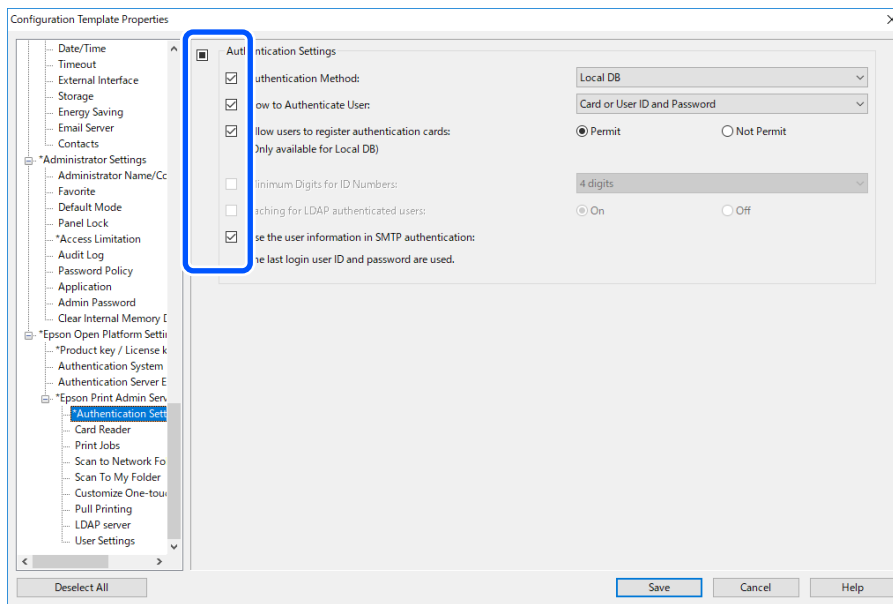 Configuration Template Properties
Date/Time
Timeout
External Interface
Storage
Energy Saving
Email Server
Contacts
*Administrator Settings
Administrator Name/Co
Favorite
Default Mode
Panel Lock
*Access Limitation
Audit Log
Password Policy
Application
Admin Password
Clear Internal Memory D
*Epson Open Platform Settin
*Product key / License k
Authentication System
Authentication Server E
*Epson Print Admin Serv
*Authentication Sett
Card Reader
Print Jobs
Scan to Network Fo
Scan To My Folder
Customize One-touc
Pull Printing
LDAP server
User Settings
Authentication Settings
uthentication Method:
Local DB
ow to Authenticate User:
Card or User ID and Password
llow users to register authentication cards:
Permit
Not Permit
Only available for Local DB)
inimum Digits for ID Numbers:
4 digits
aching for LDAP authenticated users:
On
Off
se the user information in SMTP authentication:
he last login user ID and password are used.
Deselect All
Save
Cancel
Help